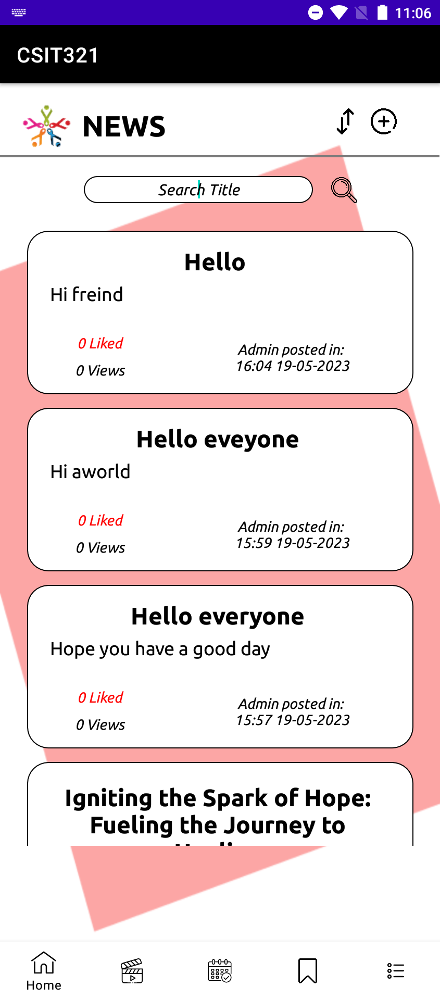 11:06
CSIT321
NEWS
Search Title
Hello
Hi freind
0 Liked
0 Views
Admin posted in:
16:04 19-05-2023
Hello eveyone
Hi aworld
0 Liked
0 Views
Admin posted in:
15:59 19-05-2023
Hello everyone
Hope you have a good day
0 Liked
0 Views
Admin posted in:
15:57 19-05-2023
Igniting the Spark of Hope:
Fueling the Journey to
Home